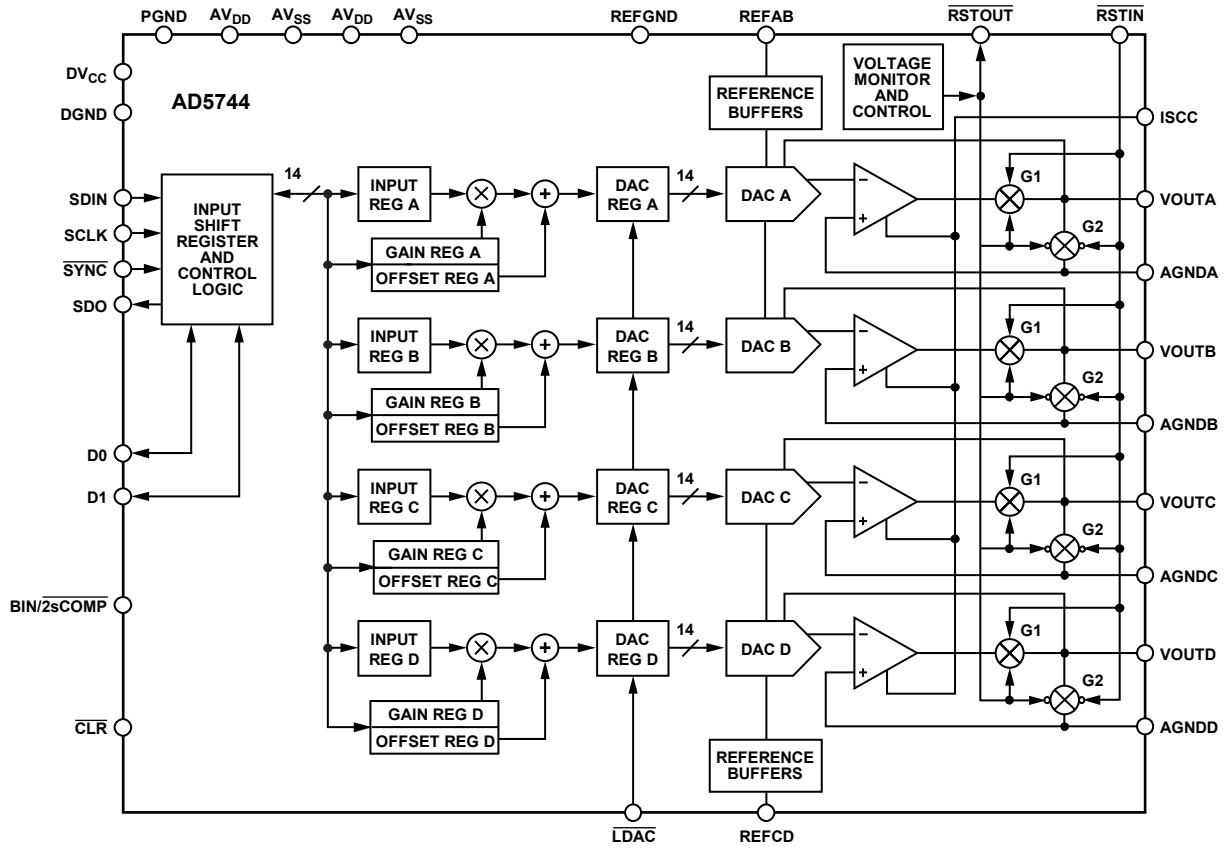 PGND AVDD AVSS AVDD AVSS REFGND REFAB RSTOUT RSTIN
DVCC
DGND
AD5744
REFERENCE
BUFFERS
VOLTAGE
MONITOR
AND
CONTROL
ISCC
SDIN
SCLK
SYNC
SDO
INPUT
SHIFT
REGISTER
AND
CONTROL
LOGIC
14
INPUT
REG A
×
+
DAC
REG A
14
DAC A
−
+
G1
G2
VOUTA
GAIN REG A
OFFSET REG A
AGNDA
INPUT
REG B
×
+
DAC
REG B
14
DAC B
−
+
G1
G2
VOUTB
GAIN REG B
OFFSET REG B
AGNDB
D0
D1
INPUT
REG C
×
+
DAC
REG C
14
DAC C
−
+
G1
G2
VOUTC
GAIN REG C
OFFSET REG C
AGNDC
BIN/2sCOMP
INPUT
REG D
×
+
DAC
REG D
14
DAC D
−
+
G1
G2
VOUTD
GAIN REG D
OFFSET REG D
AGNDD
CLR
REFERENCE
BUFFERS
LDAC REFCD